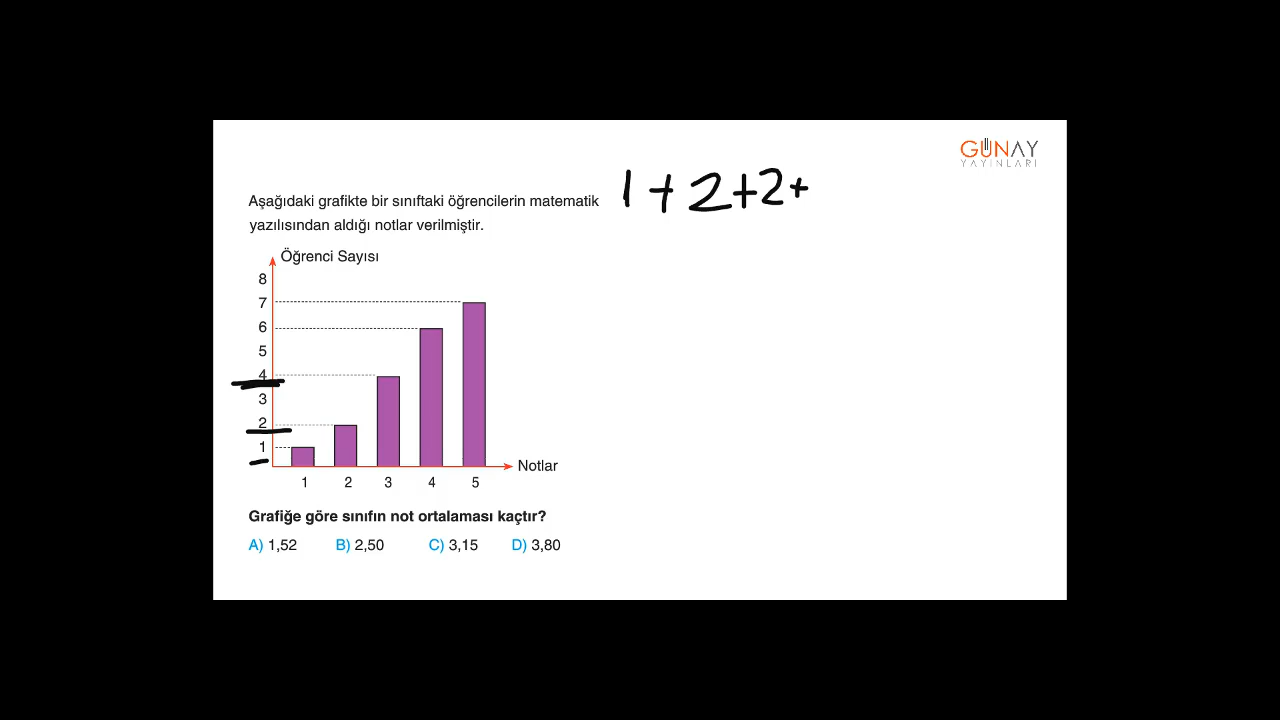 GÜNAY
YAYINLARI
1 + 2 + 2 +
Aşağıdaki grafikte bir sınıftaki öğrencilerin matematik
yazılısından aldığı notlar verilmiştir.
Öğrenci Sayısı
8
7
6
5
4
3
2
1
Notlar
1 2 3 4 5
Grafiğe göre sınıfın not ortalaması kaçtır?
A) 1,52 B) 2,50 C) 3,15 D) 3,80